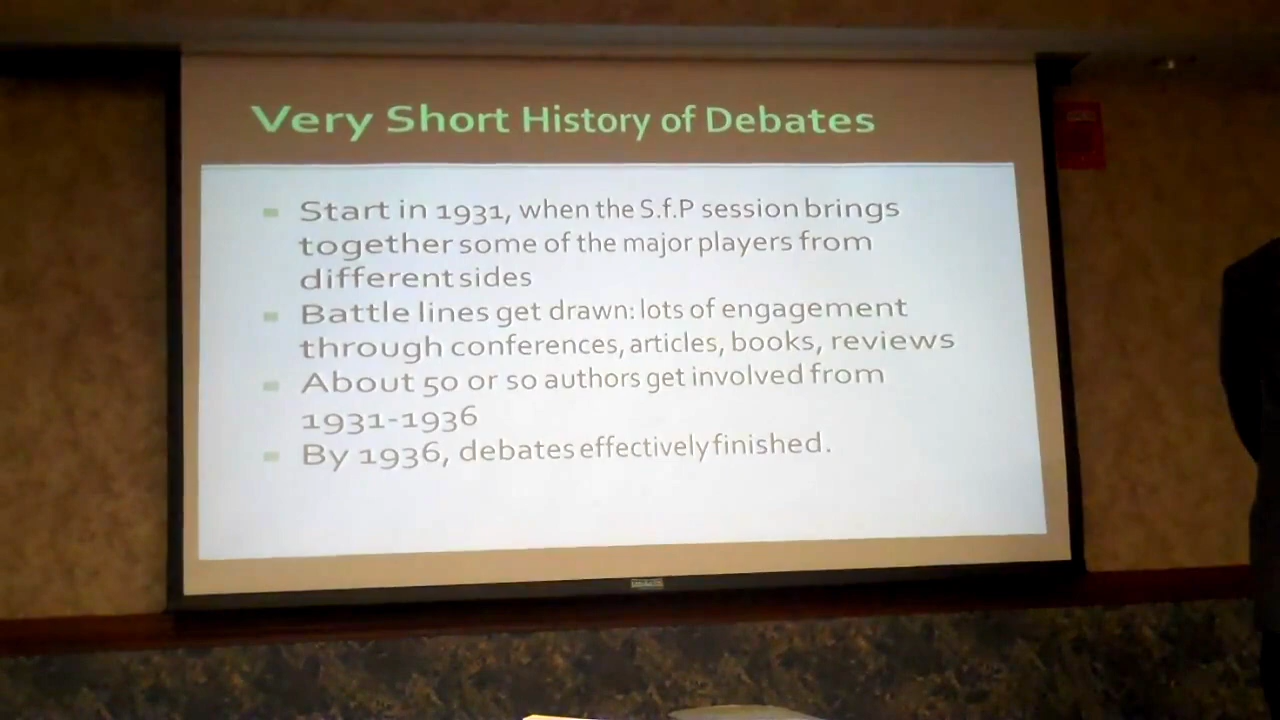 Very Short History of Debates
Start in 1931, when the S.f.P session brings
together some of the major players from
different sides
Battle lines get drawn: lots of engagement
through conferences, articles, books, reviews
About 50 or so authors get involved from
1931-1936
By 1936, debates effectively finished.